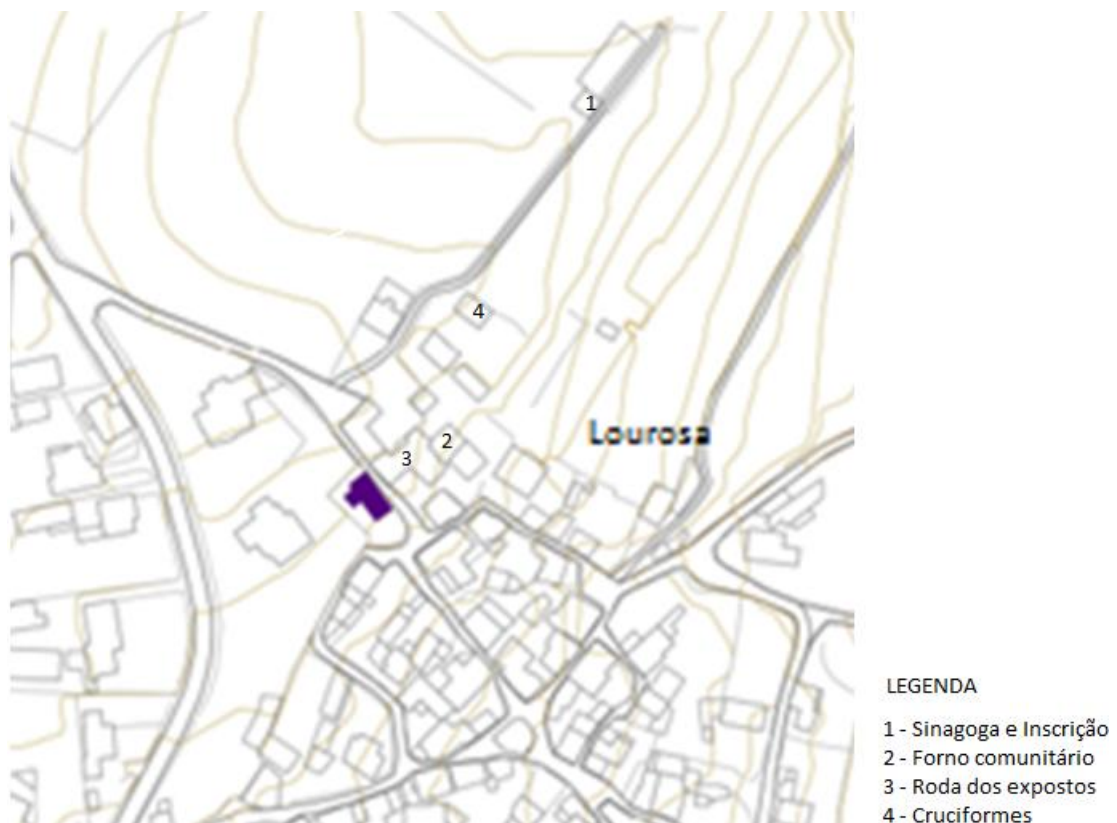 1
4
Lourosa
2
3
LEGENDA
1 - Sinagoga e Inscrição
2 - Forno comunitário
3 - Roda dos expostos
4 - Cruciformes